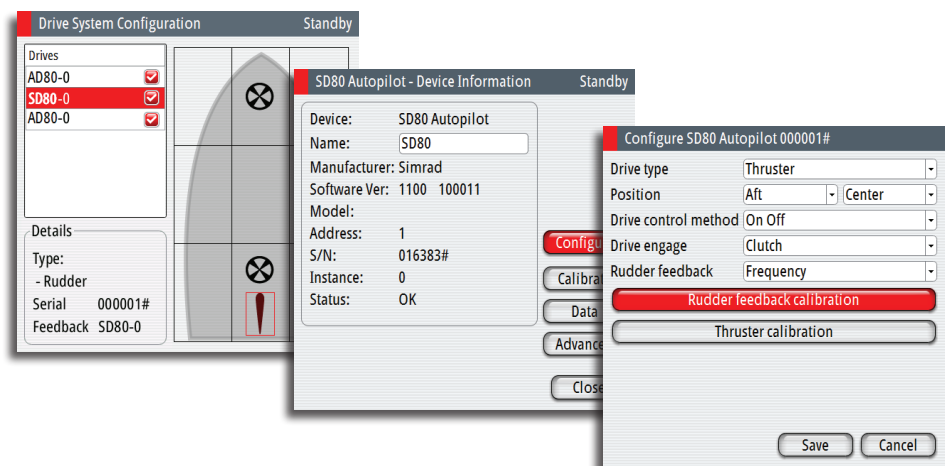 Drive System Configuration Standby
Drives
AD80-0
SD80-0
AD80-0
Details
Type:
- Rudder
Serial 000001#
Feedback SD80-0
SD80 Autopilot - Device Information Standby
Device: SD80 Autopilot
Name: SD80
Manufacturer: Simrad
Software Ver: 1100 100011
Model:
Address: 1
S/N: 016383#
Instance: 0
Status: OK
Configu
Calibra
Data
Advance
Close
Configure SD80 Autopilot 000001#
Drive type Thruster
Position Aft Center
Drive control method On Off
Drive engage Clutch
Rudder feedback Frequency
Rudder feedback calibration
Thruster calibration
Save Cancel